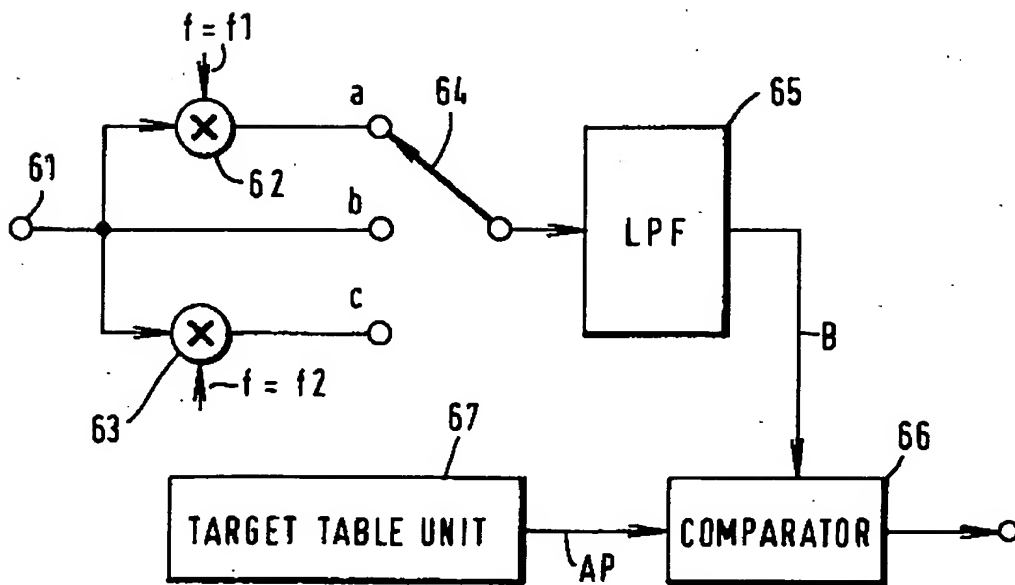 f = f1
a
64
65
61
62
b
LPF
c
B
63
f = f2
67
66
TARGET TABLE UNIT
AP
COMPARATOR